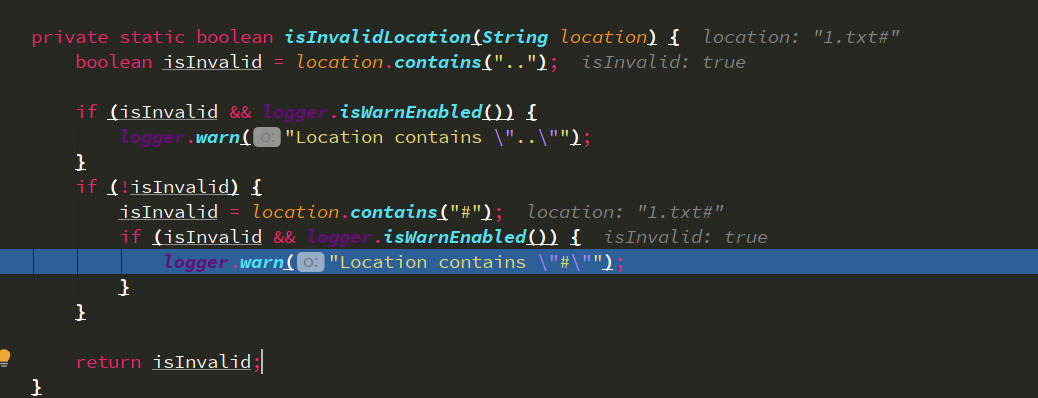 private static boolean isInvalidLocation(String location) {  location: "1.txt#"
    boolean isInvalid = location.contains("..");  isInvalid: true

    if (isInvalid && logger.isWarnEnabled()) {
        logger.warn( o: "Location contains \"..\"");
    }
    if (!isInvalid) {
        isInvalid = location.contains("#");  location: "1.txt#"
        if (isInvalid && logger.isWarnEnabled()) {  isInvalid: true
            logger.warn( o: "Location contains \"#\"");
        }
    }

    return isInvalid;
}